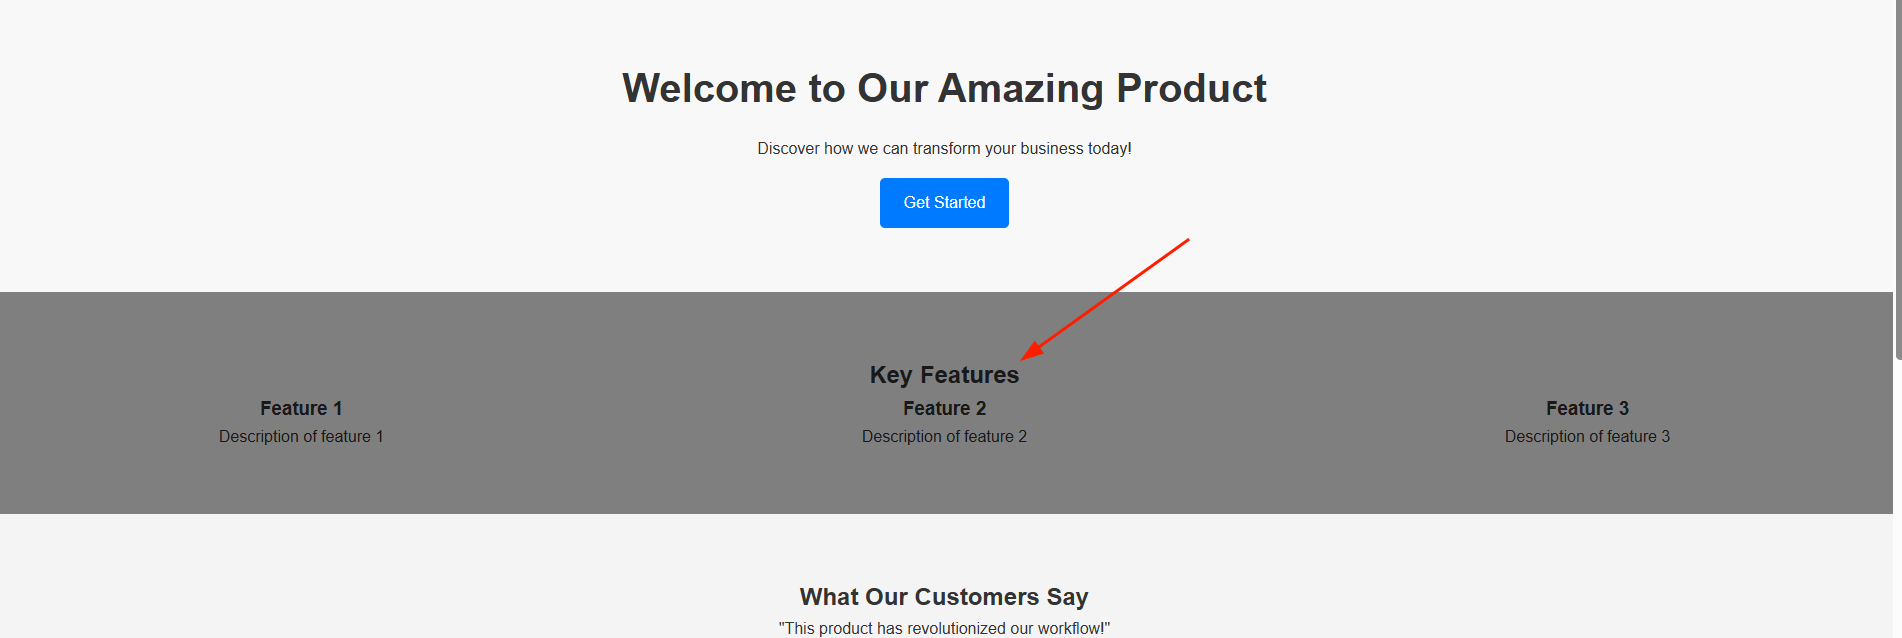 Welcome to Our Amazing Product
Discover how we can transform your business today!
Get Started
Key Features
Feature 1
Description of feature 1
Feature 2
Description of feature 2
Feature 3
Description of feature 3
What Our Customers Say
"This product has revolutionized our workflow!"